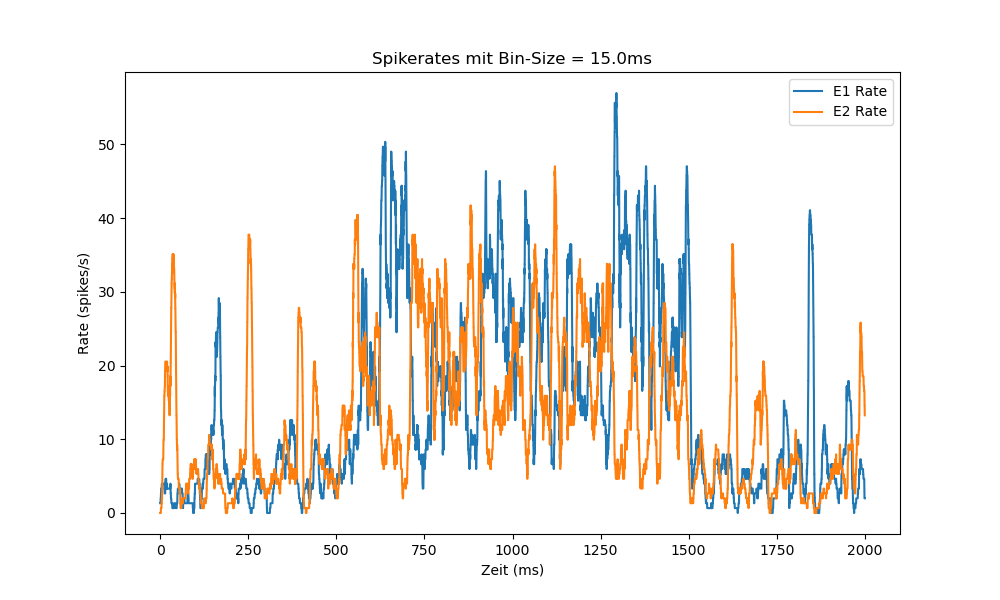 Spikerates mit Bin-Size = 15.0ms
E1 Rate
E2 Rate
Rate (spikes/s)
50
40
30
20
10
0
0 250 500 750 1000 1250 1500 1750 2000
Zeit (ms)